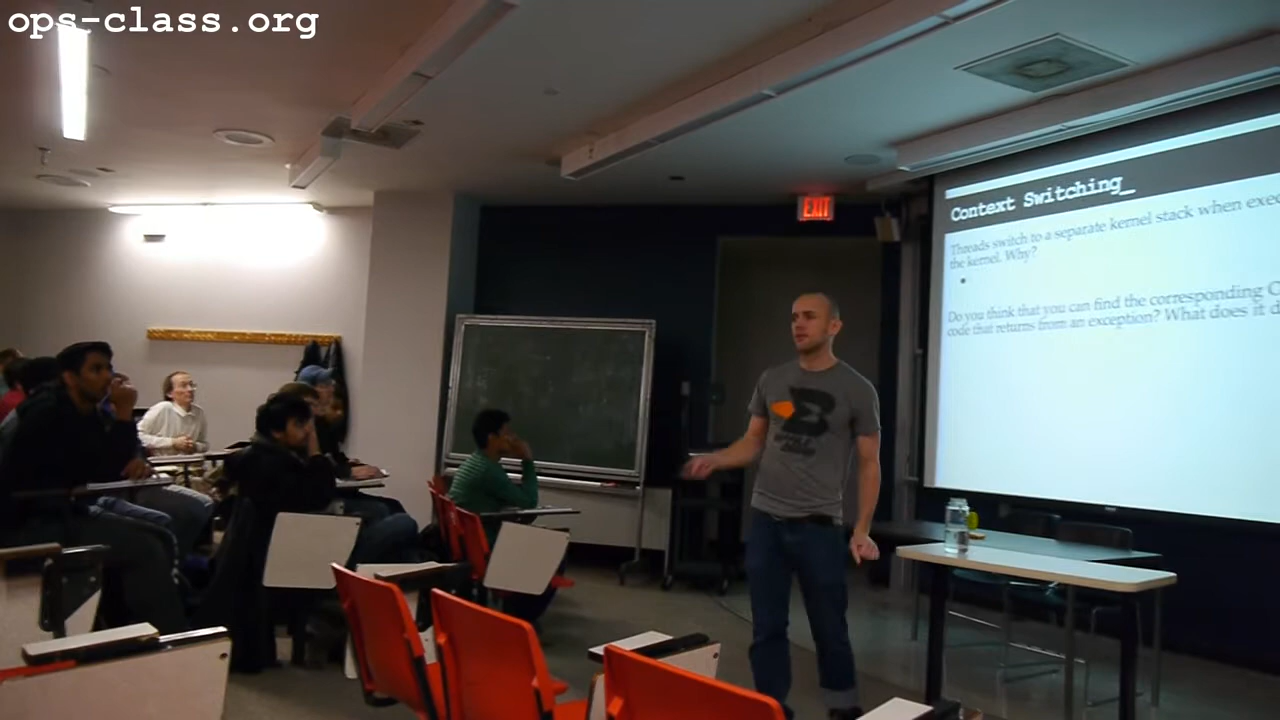 ops-class.org
EXIT
Context Switching_
Threads switch to a separate kernel stack when exec
the kernel. Why?
Do you think that you can find the corresponding C
code that returns from an exception? What does it d